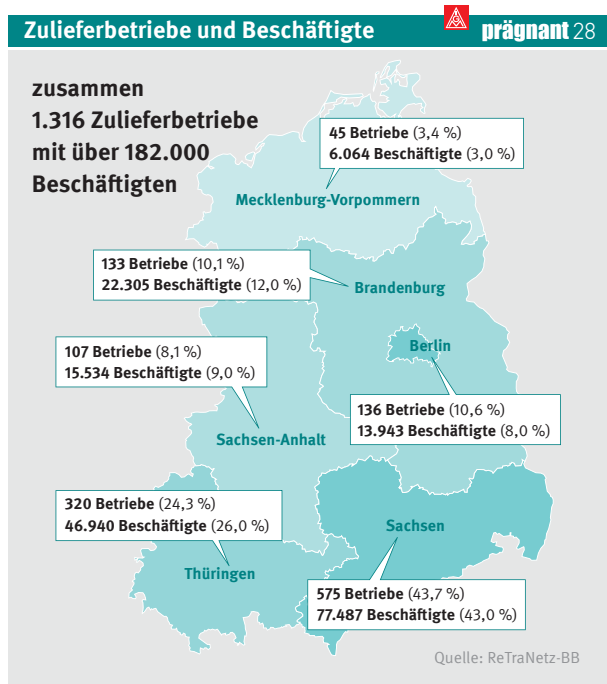 Zulieferbetriebe und Beschäftigte
prägnant 28
zusammen
1.316 Zulieferbetriebe
mit über 182.000
Beschäftigten
45 Betriebe (3,4 %)
6.064 Beschäftigte (3,0 %)
Mecklenburg-Vorpommern
133 Betriebe (10,1 %)
22.305 Beschäftigte (12,0 %)
Brandenburg
Berlin
107 Betriebe (8,1 %)
15.534 Beschäftigte (9,0 %)
136 Betriebe (10,6 %)
13.943 Beschäftigte (8,0 %)
Sachsen-Anhalt
320 Betriebe (24,3 %)
46.940 Beschäftigte (26,0 %)
Sachsen
Thüringen
575 Betriebe (43,7 %)
77.487 Beschäftigte (43,0 %)
Quelle: ReTraNetz-BB